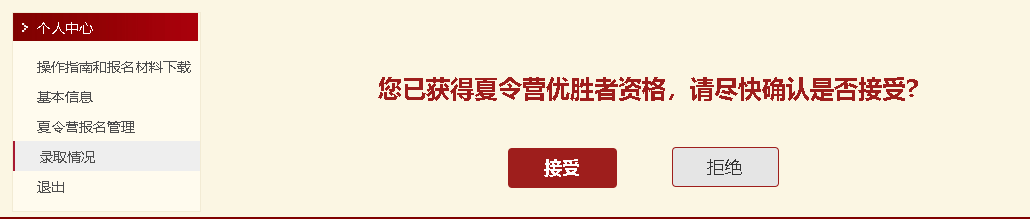 个人中心
操作指南和报名材料下载
基本信息
夏令营报名管理
录取情况
退出
您已获得夏令营优胜者资格，请尽快确认是否接受?
接受
拒绝